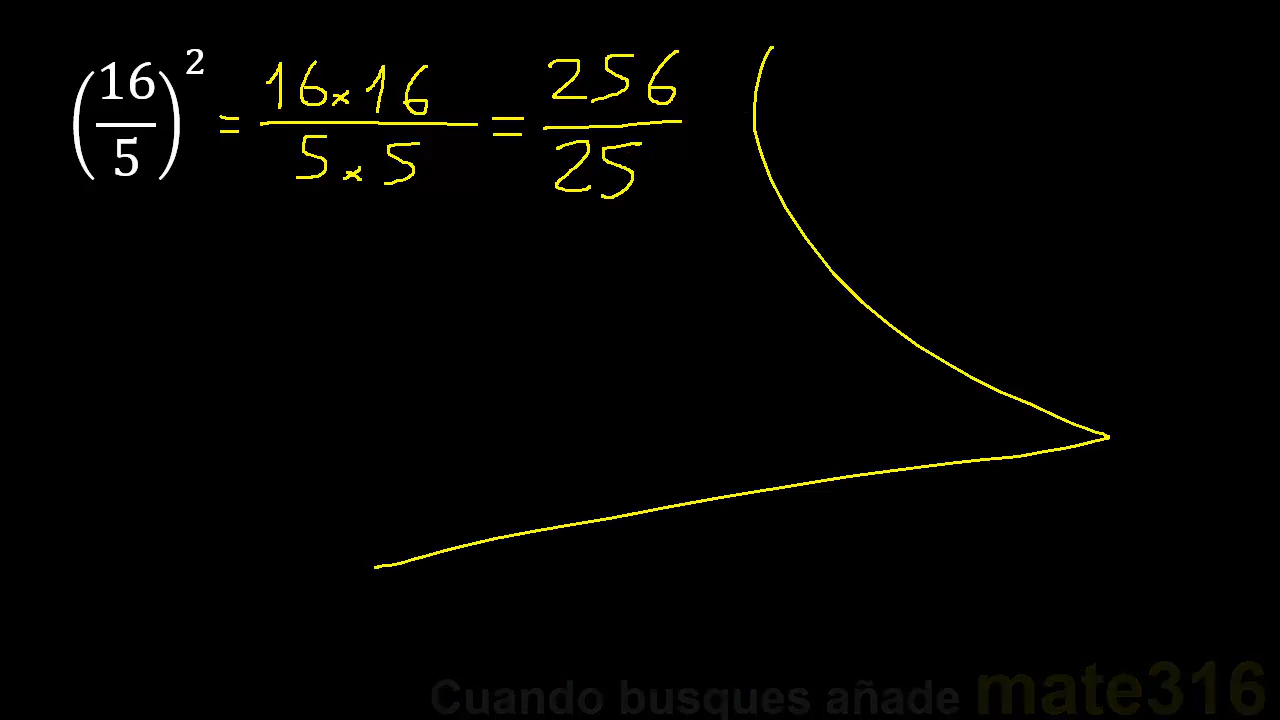 (16/5)² = 16×16/5×5 = 256/25
Cuando busques añade mate316